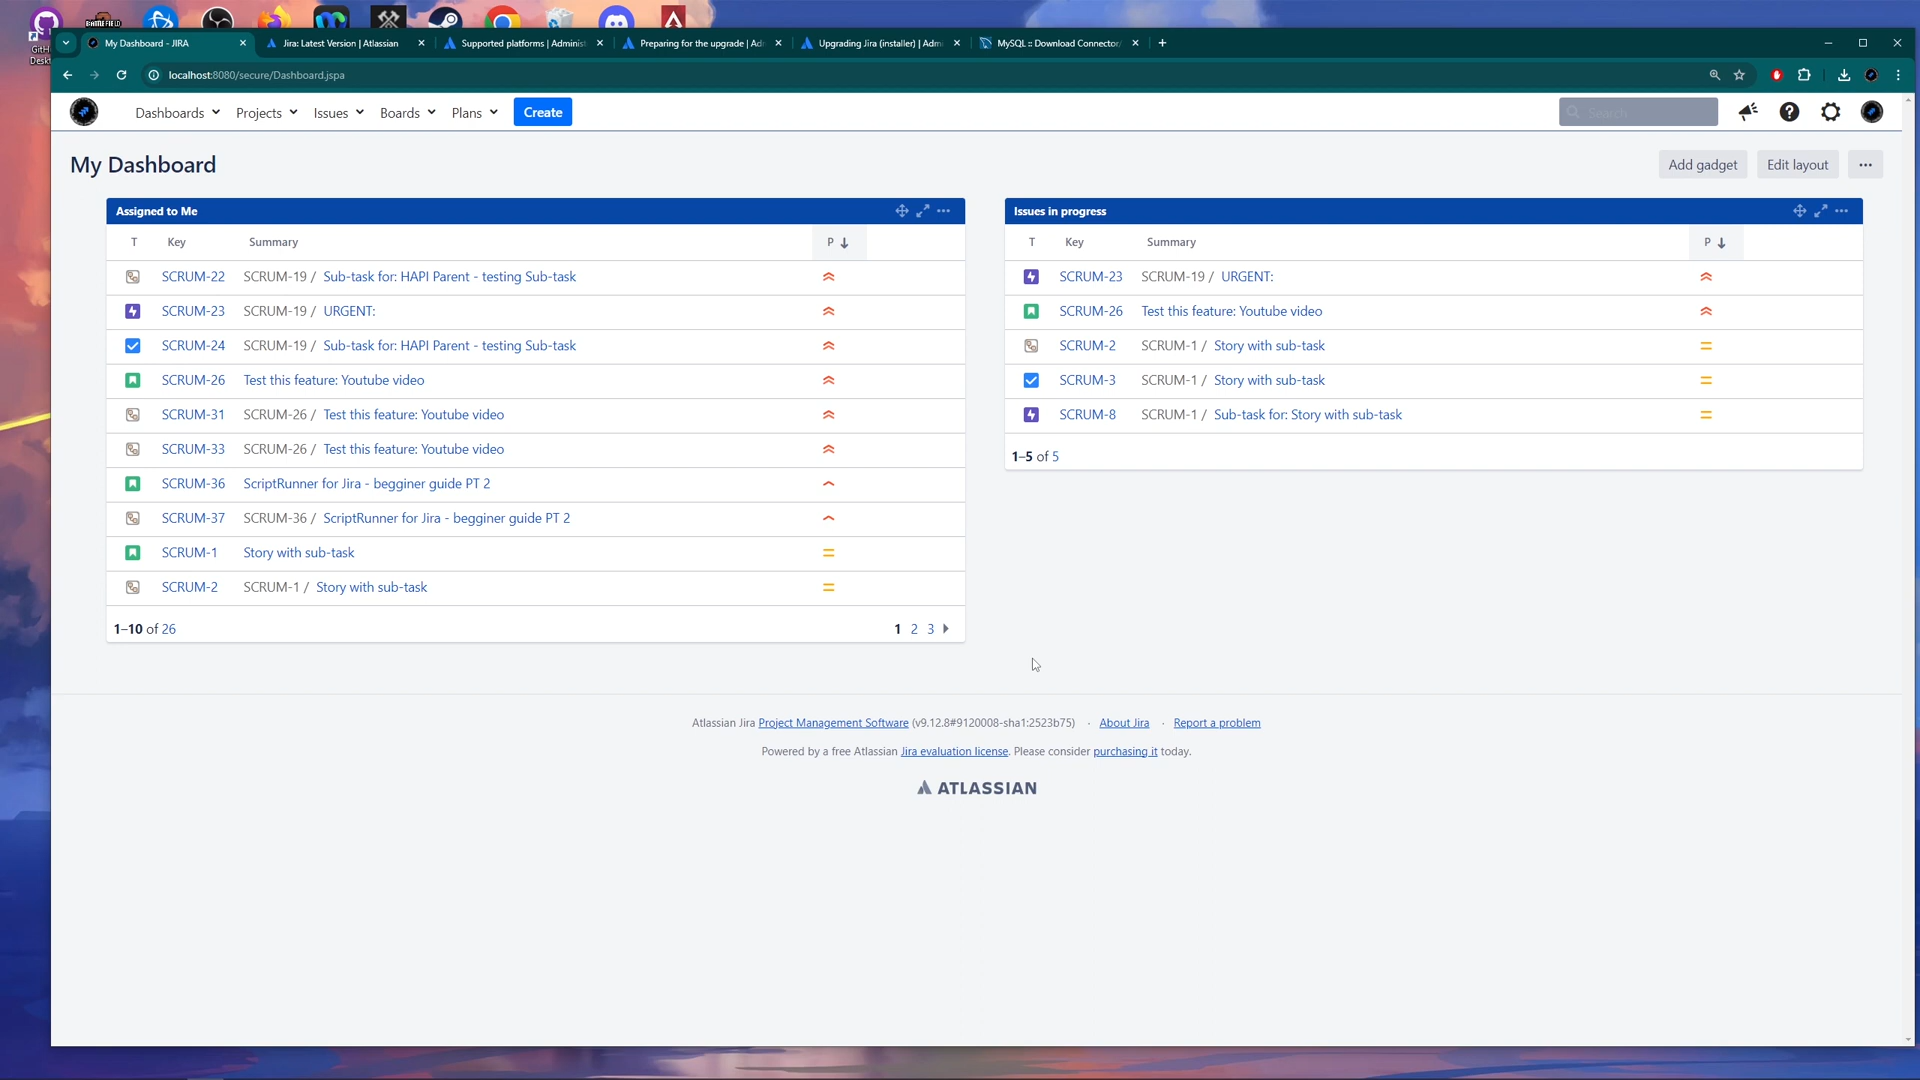 GitHub
Desk
BATTLEFIELD
My Dashboard - JIRA
Jira: Latest Version | Atlassian
Supported platforms | Administ
Preparing for the upgrade | Ad
Upgrading Jira (installer) | Adm
MySQL :: Download Connector/
localhost:8080/secure/Dashboard.jspa
Dashboards
Projects
Issues
Boards
Plans
Create
Search
My Dashboard
Add gadget
Edit layout
Assigned to Me
T Key Summary P
SCRUM-22 SCRUM-19 / Sub-task for: HAPI Parent - testing Sub-task
SCRUM-23 SCRUM-19 / URGENT:
SCRUM-24 SCRUM-19 / Sub-task for: HAPI Parent - testing Sub-task
SCRUM-26 Test this feature: Youtube video
SCRUM-31 SCRUM-26 / Test this feature: Youtube video
SCRUM-33 SCRUM-26 / Test this feature: Youtube video
SCRUM-36 ScriptRunner for Jira - begginer guide PT 2
SCRUM-37 SCRUM-36 / ScriptRunner for Jira - begginer guide PT 2
SCRUM-1 Story with sub-task
SCRUM-2 SCRUM-1 / Story with sub-task
1–10 of 26
1 2 3
Issues in progress
T Key Summary P
SCRUM-23 SCRUM-19 / URGENT:
SCRUM-26 Test this feature: Youtube video
SCRUM-2 SCRUM-1 / Story with sub-task
SCRUM-3 SCRUM-1 / Story with sub-task
SCRUM-8 SCRUM-1 / Sub-task for: Story with sub-task
1–5 of 5
Atlassian Jira Project Management Software (v9.12.8#9120008-sha1:2523b75) · About Jira · Report a problem
Powered by a free Atlassian Jira evaluation license. Please consider purchasing it today.
ATLASSIAN